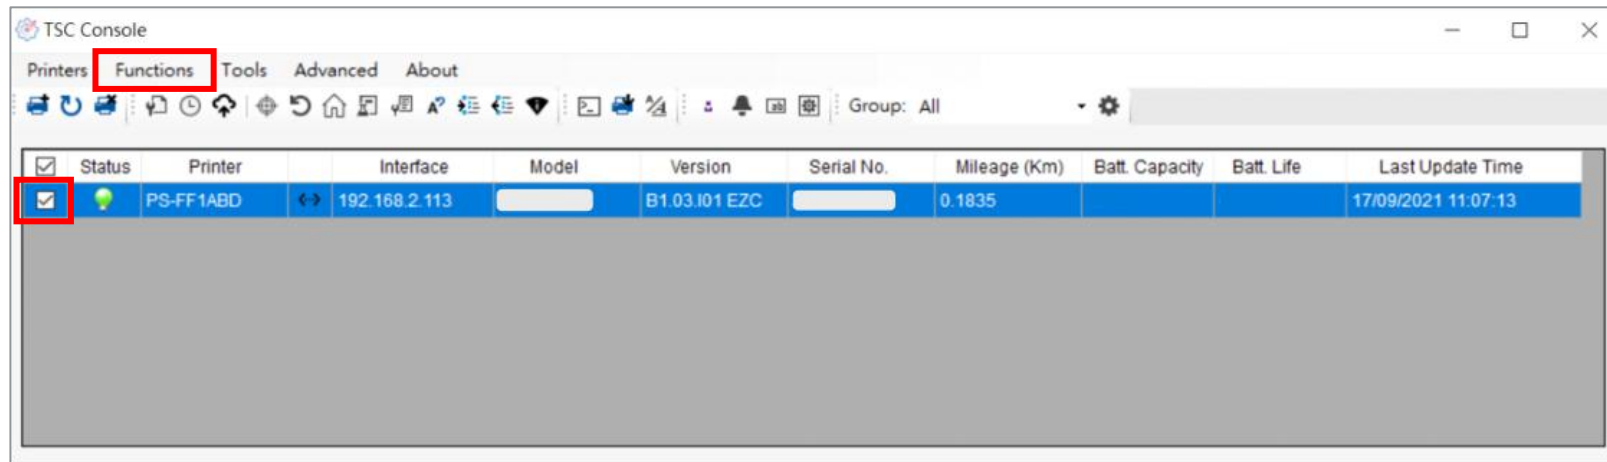 TSC Console
Printers Functions Tools Advanced About
Group: All
Status Printer Interface Model Version Serial No. Mileage (Km) Batt. Capacity Batt. Life Last Update Time
PS-FF1ABD 192.168.2.113 B1.03.I01 EZC 0.1835 17/09/2021 11:07:13